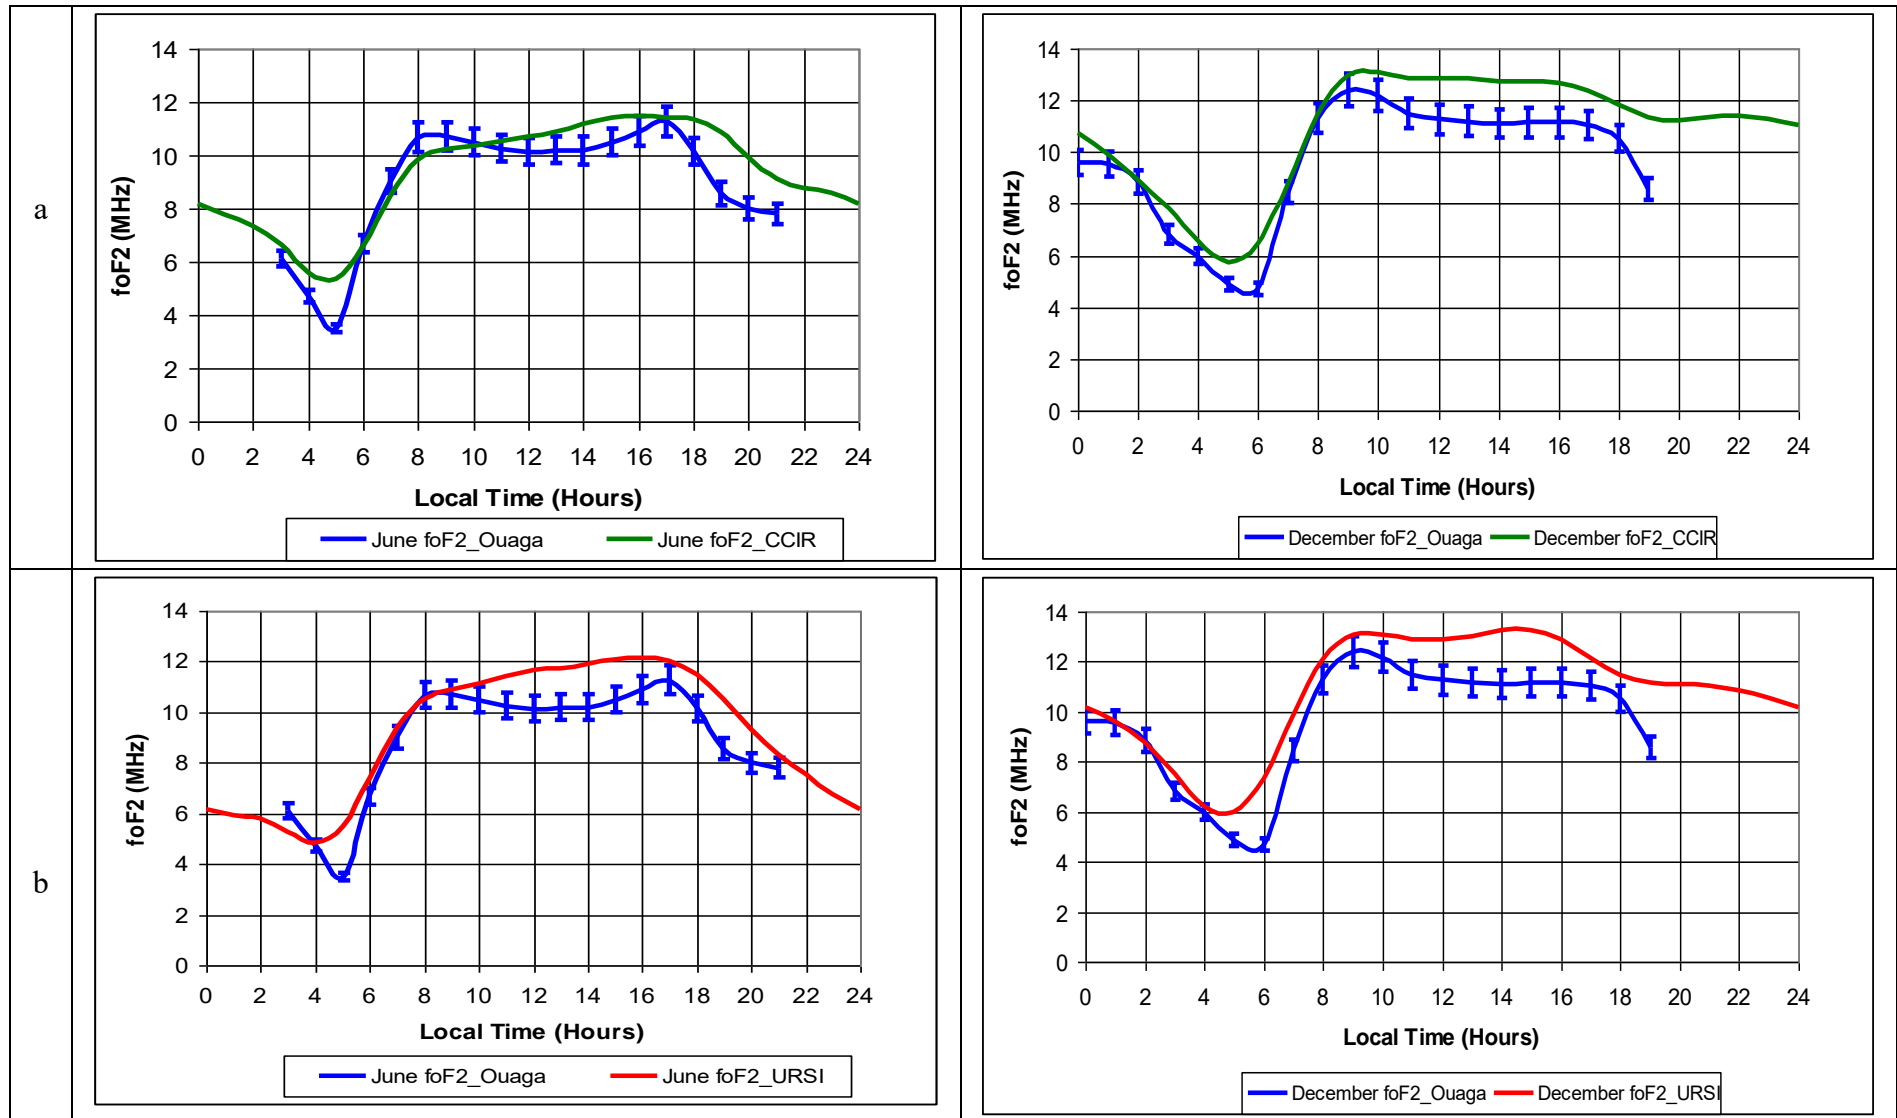 a
14
12
10
8
6
4
2
0
foF2 (MHz)
0 2 4 6 8 10 12 14 16 18 20 22 24
Local Time (Hours)
June foF2_Ouaga June foF2_CCIR
14
12
10
8
6
4
2
0
foF2 (MHz)
0 2 4 6 8 10 12 14 16 18 20 22 24
Local Time (Hours)
December foF2_Ouaga December foF2_CCIR
b
14
12
10
8
6
4
2
0
foF2 (MHz)
0 2 4 6 8 10 12 14 16 18 20 22 24
Local Time (Hours)
June foF2_Ouaga June foF2_URSI
14
12
10
8
6
4
2
0
foF2 (MHz)
0 2 4 6 8 10 12 14 16 18 20 22 24
Local Time (Hours)
December foF2_Ouaga December foF2_URSI